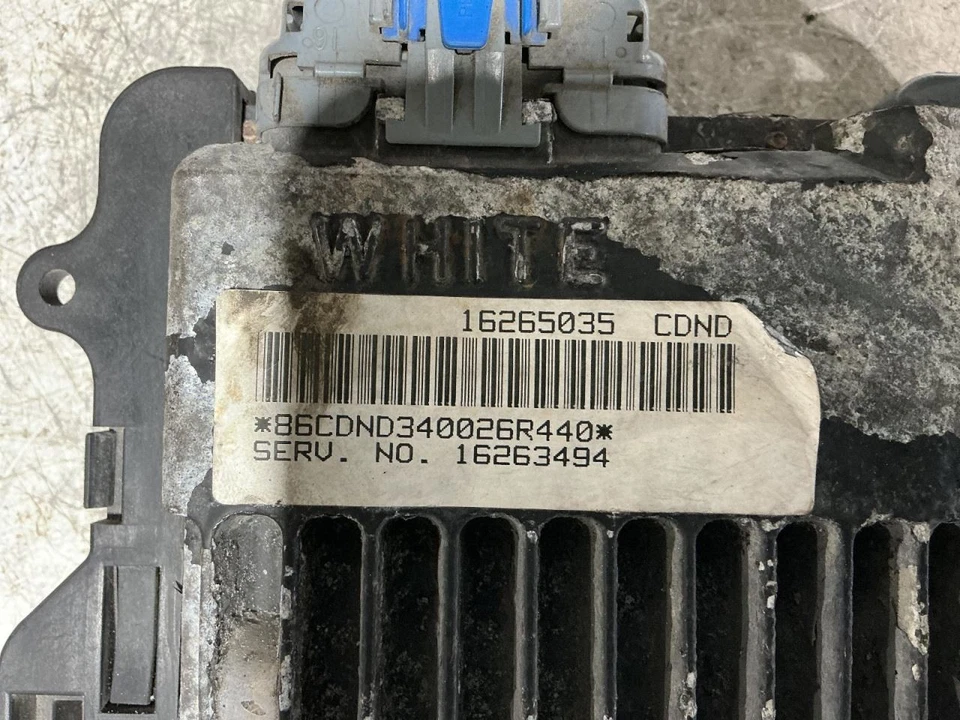 WHITE
16265035 CDND
*86CDND340026R440*
SERV. NO. 16263494